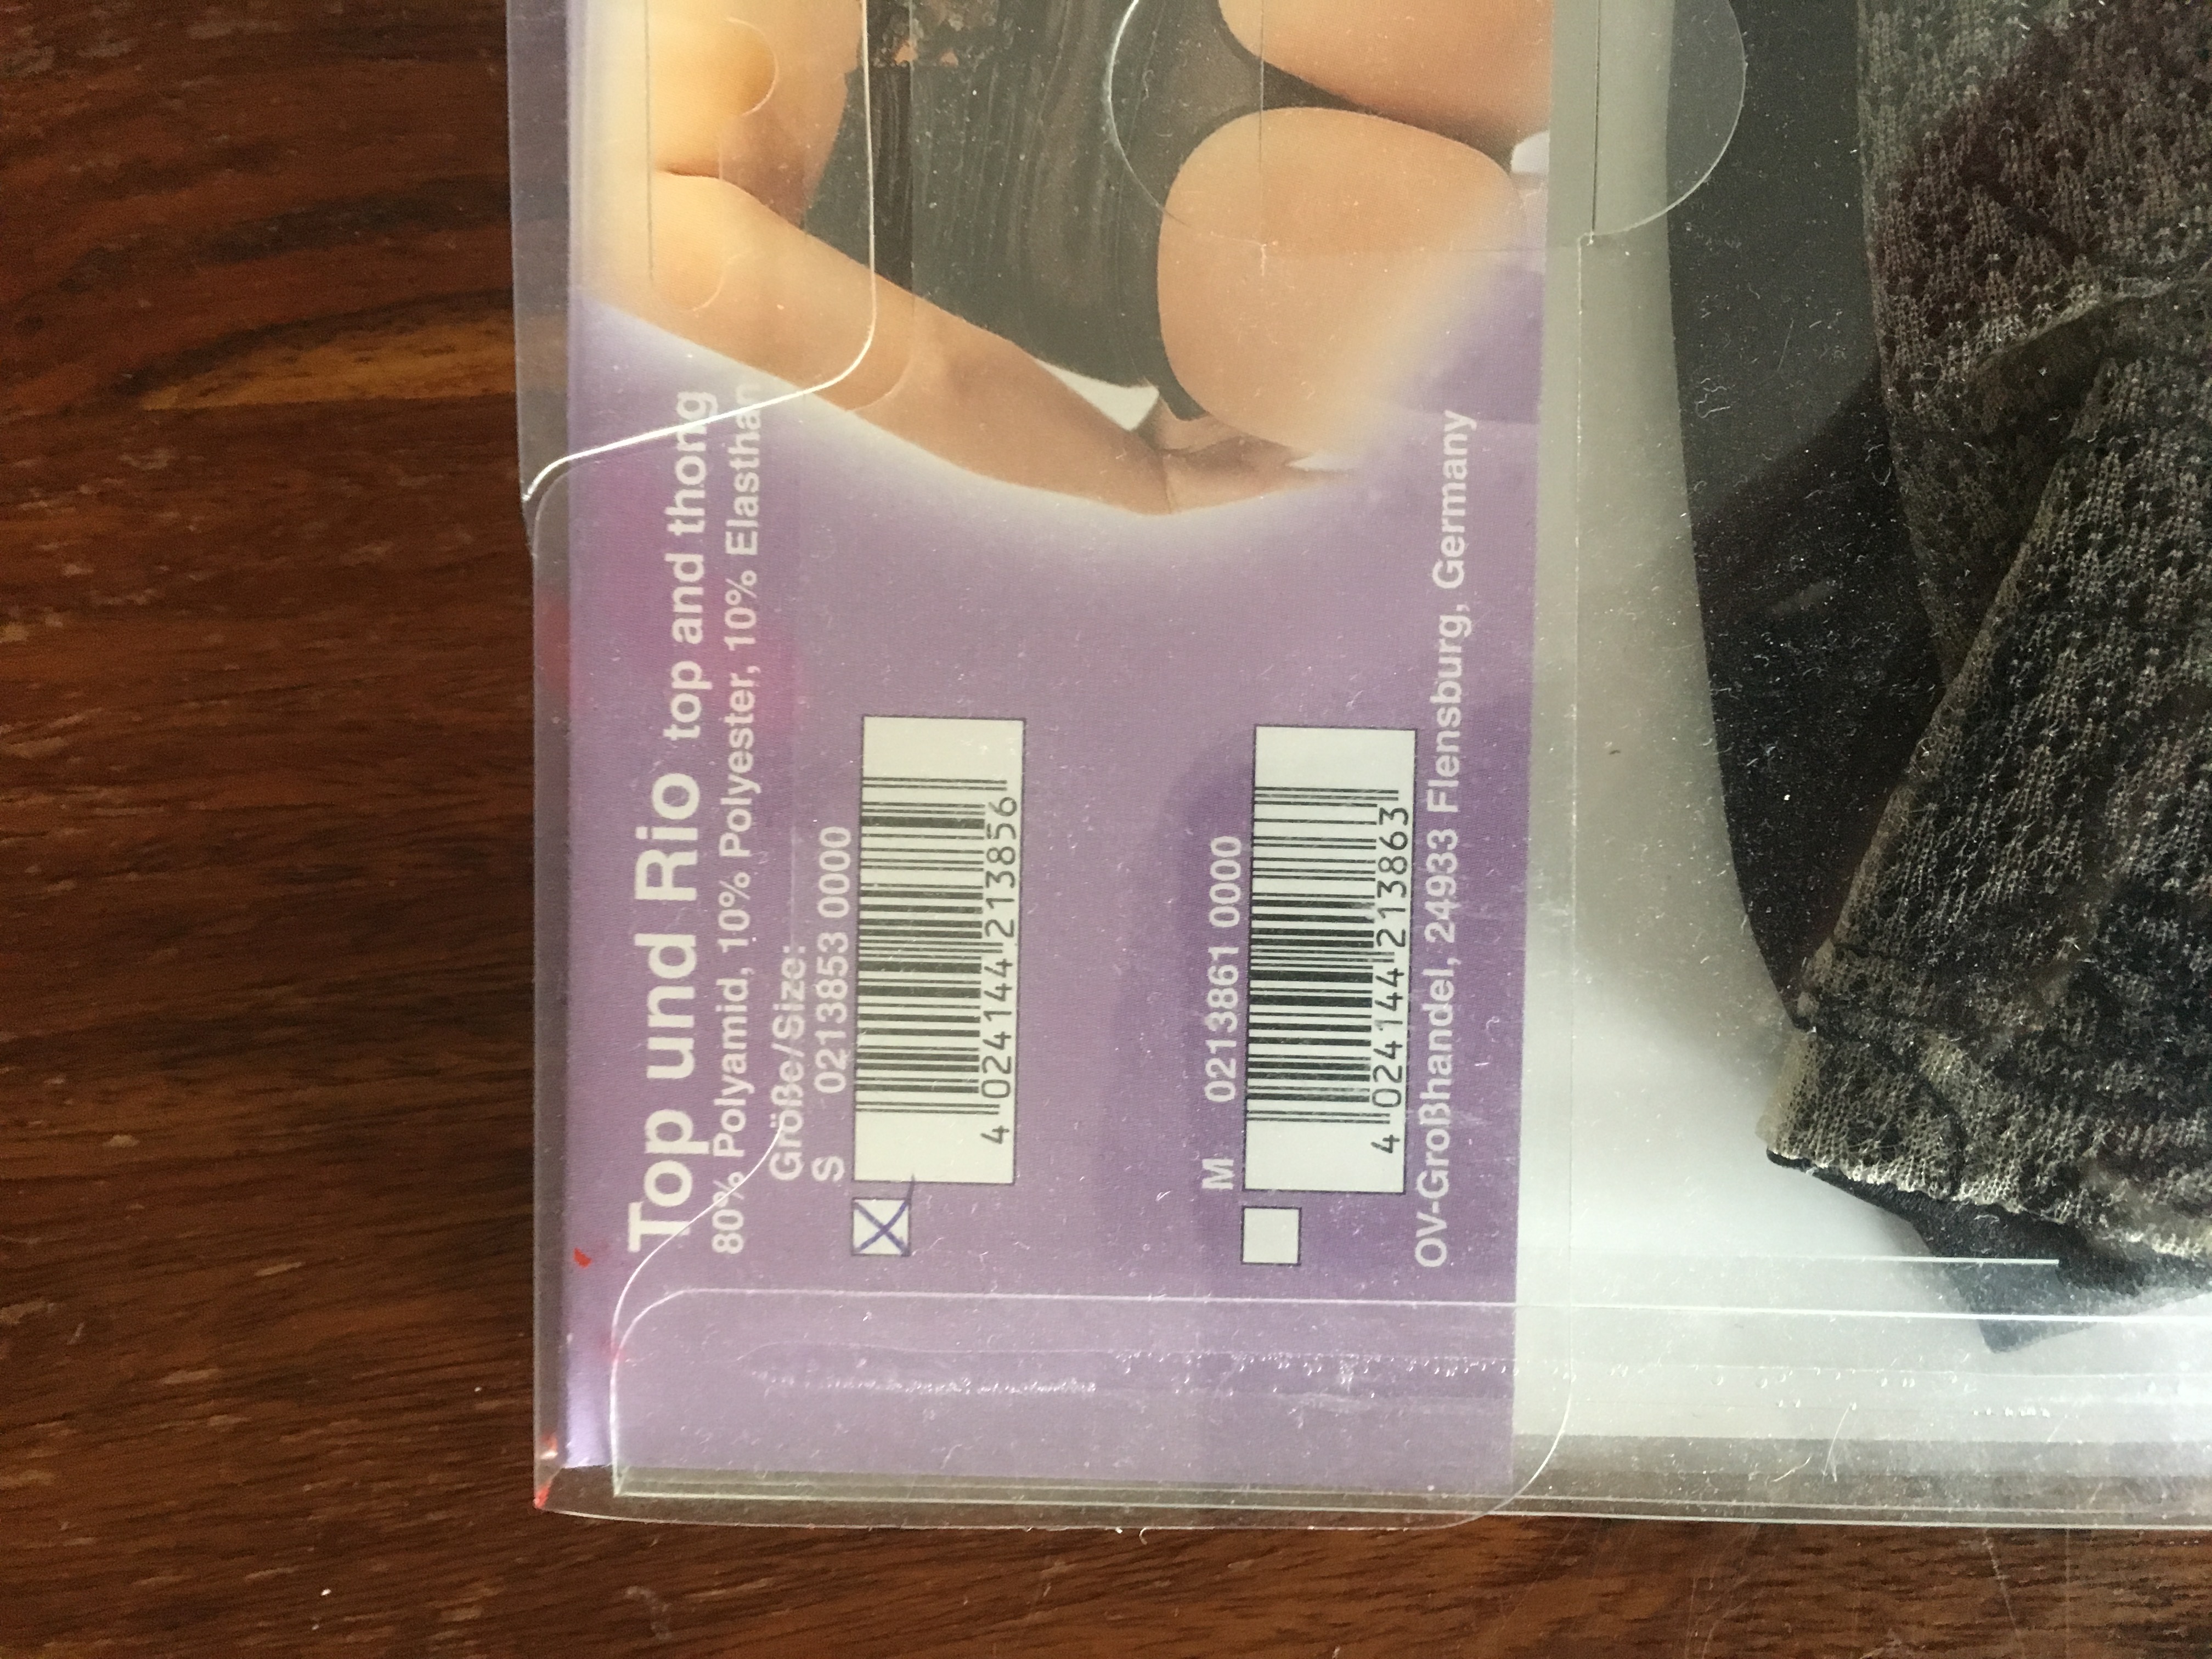 Top und Rio top and thong
80% Polyamid, 10% Polyester, 10% Elasthan
Größe/Size:
S 0213853 0000
4 024144 213856
M 0213861 0000
4 024144 213863
OV-Großhandel, 24933 Flensburg, Germany